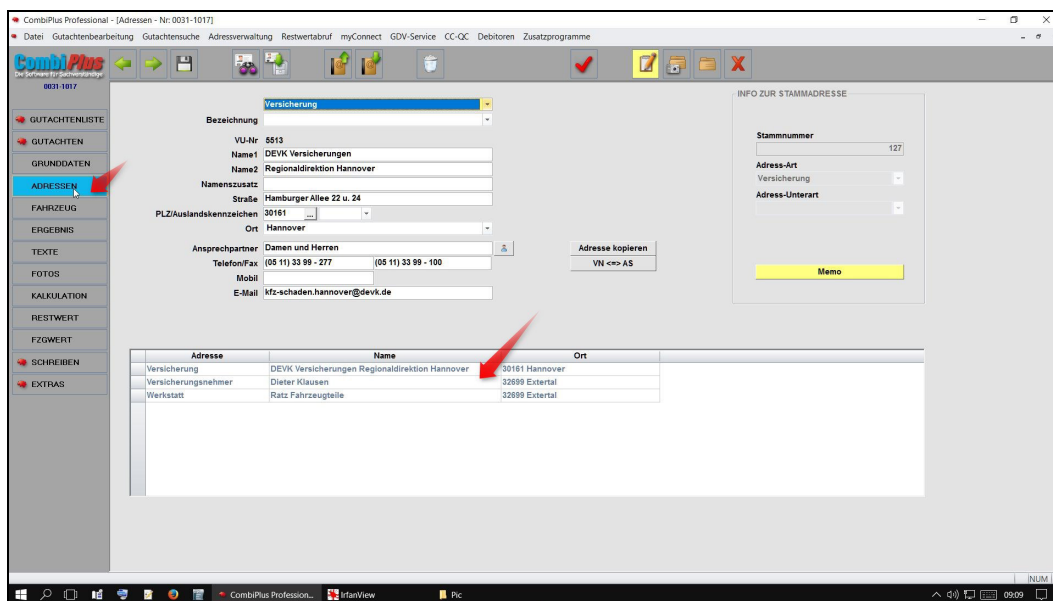 CombiPlus Professional - [Adressen - Nr: 0031-1017]
Datei Gutachtenbearbeitung Gutachtensuche Adressverwaltung Restwertabruf myConnect GDV-Service CC-QC Debitoren Zusatzprogramme
CombiPlus
Die Software für Sachverständige
0031-1017
GUTACHTENLISTE
GUTACHTEN
GRUNDDATEN
ADRESSEN
FAHRZEUG
ERGEBNIS
TEXTE
FOTOS
KALKULATION
RESTWERT
FZGWERT
SCHREIBEN
EXTRAS
Versicherung
Bezeichnung
VU-Nr 5513
Name1 DEVK Versicherungen
Name2 Regionaldirektion Hannover
Namenszusatz
Straße Hamburger Allee 22 u. 24
PLZ/Auslandskennzeichen 30161 ...
Ort Hannover
Ansprechpartner Damen und Herren
Telefon/Fax (05 11) 33 99 - 277 (05 11) 33 99 - 100
Mobil
E-Mail kfz-schaden.hannover@devk.de
Adresse kopieren
VN <=> AS
INFO ZUR STAMMADRESSE
Stammnummer
127
Adress-Art
Versicherung
Adress-Unterart
Memo
Adresse Name Ort
Versicherung DEVK Versicherungen Regionaldirektion Hannover 30161 Hannover
Versicherungsnehmer Dieter Klausen 32699 Extertal
Werkstatt Ratz Fahrzeugteile 32699 Extertal
NUM
CombiPlus Profession... IrfanView Pic 09:09